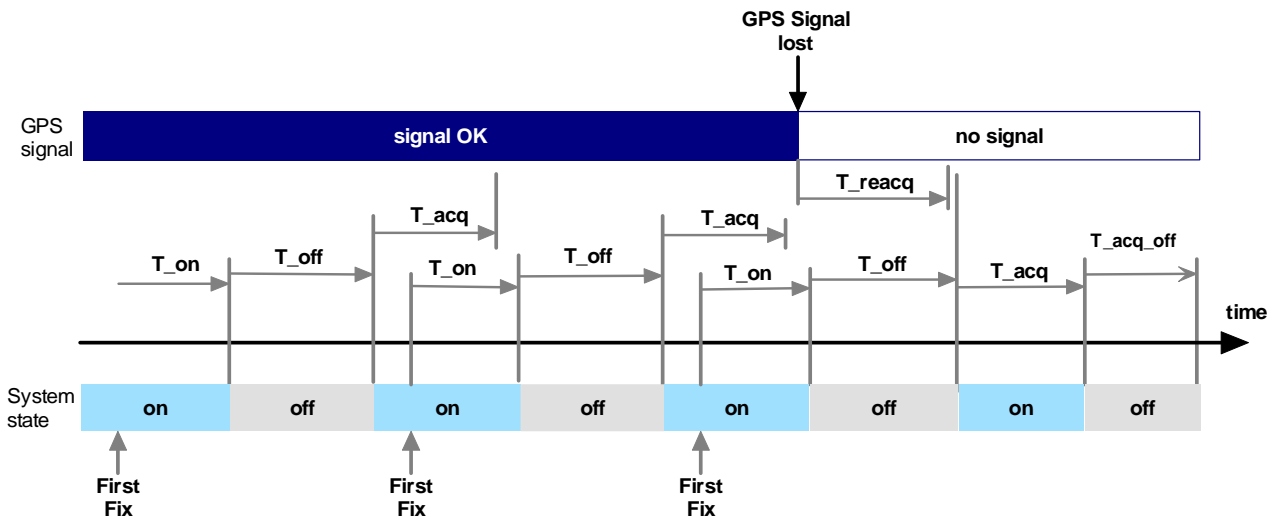 GPS Signal
lost
GPS
signal
signal OK
no signal
T_reacq
T_acq
T_acq
T_acq_off
T_on
T_off
T_on
T_off
T_on
T_off
T_acq
time
System
state
on
off
on
off
on
off
on
off
First
Fix
First
Fix
First
Fix